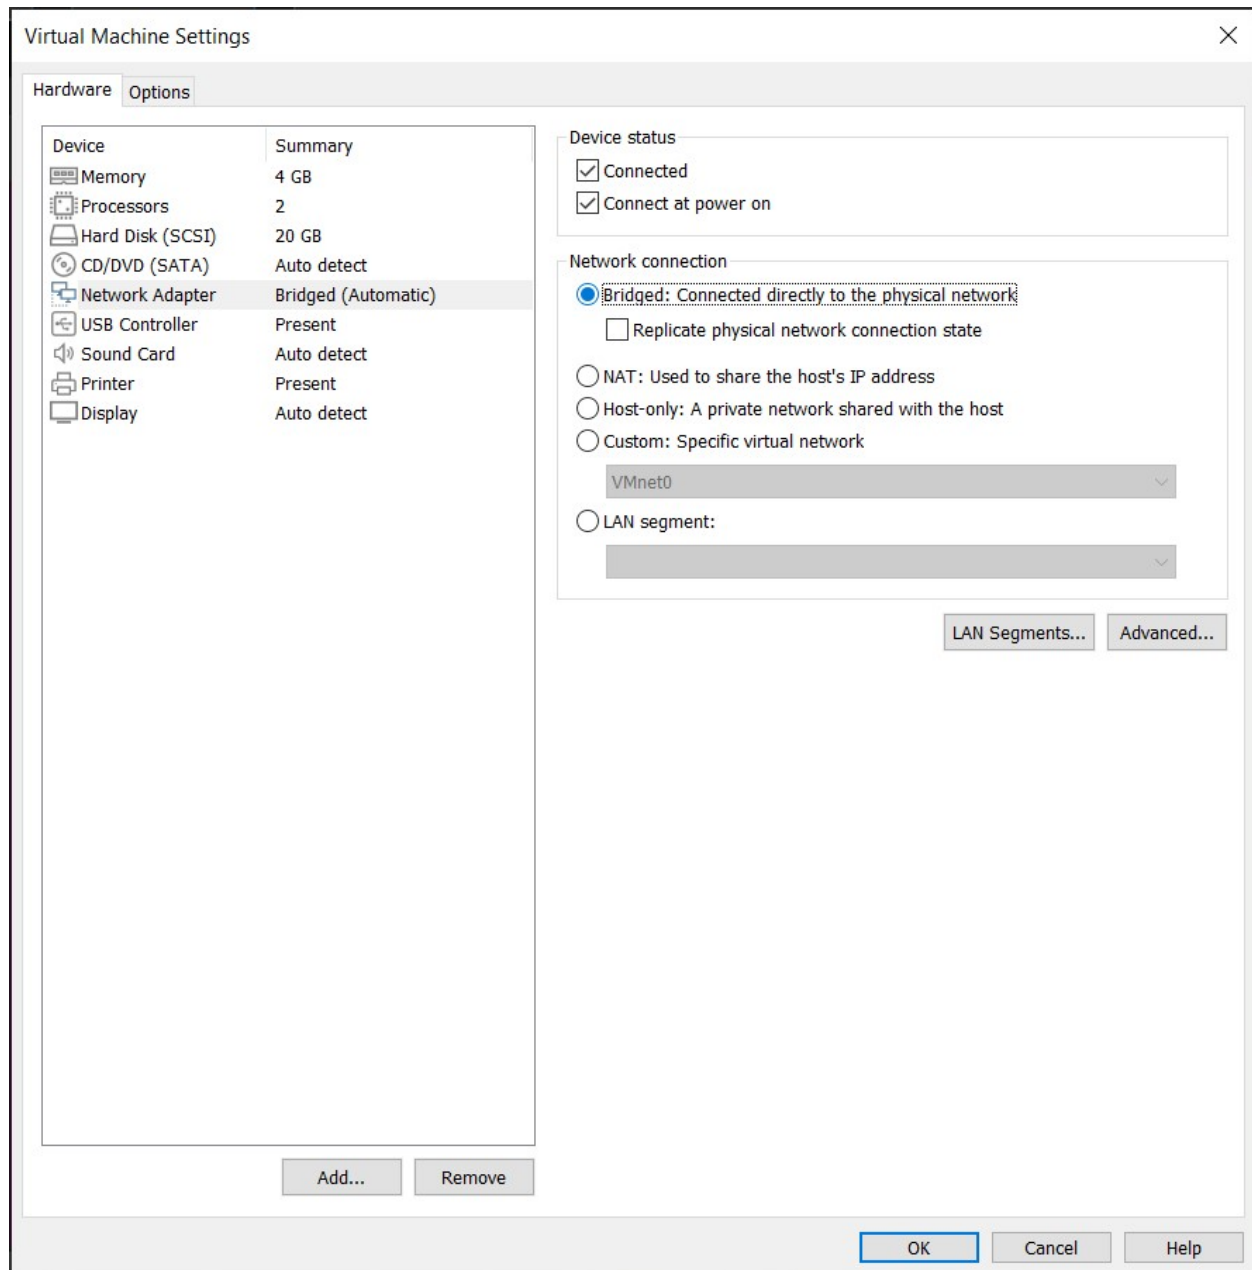 Virtual Machine Settings
Hardware
Options
Device Summary
Memory 4 GB
Processors 2
Hard Disk (SCSI) 20 GB
CD/DVD (SATA) Auto detect
Network Adapter Bridged (Automatic)
USB Controller Present
Sound Card Auto detect
Printer Present
Display Auto detect
Add...
Remove
Device status
Connected
Connect at power on
Network connection
Bridged: Connected directly to the physical network
Replicate physical network connection state
NAT: Used to share the host's IP address
Host-only: A private network shared with the host
Custom: Specific virtual network
VMnet0
LAN segment:
LAN Segments...
Advanced...
OK
Cancel
Help